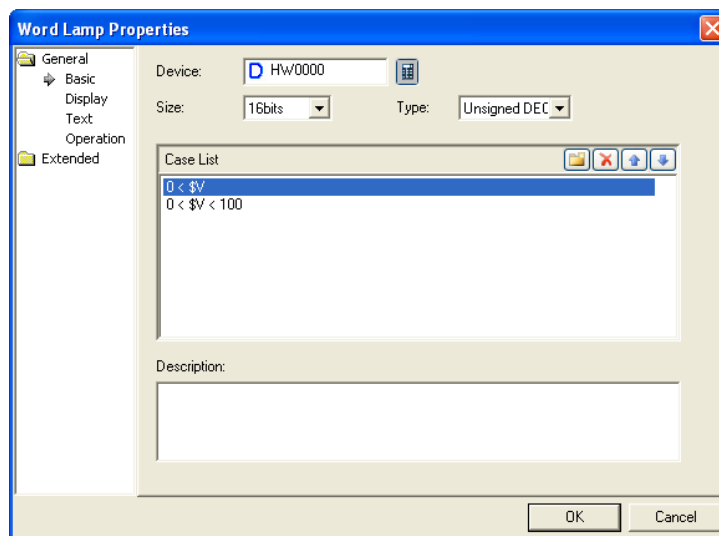 Word Lamp Properties
General
Basic
Display
Text
Operation
Extended
Device: D HW0000
Size: 16bits Type: Unsigned DEC
Case List
0 < $V
0 < $V < 100
Description:
OK Cancel